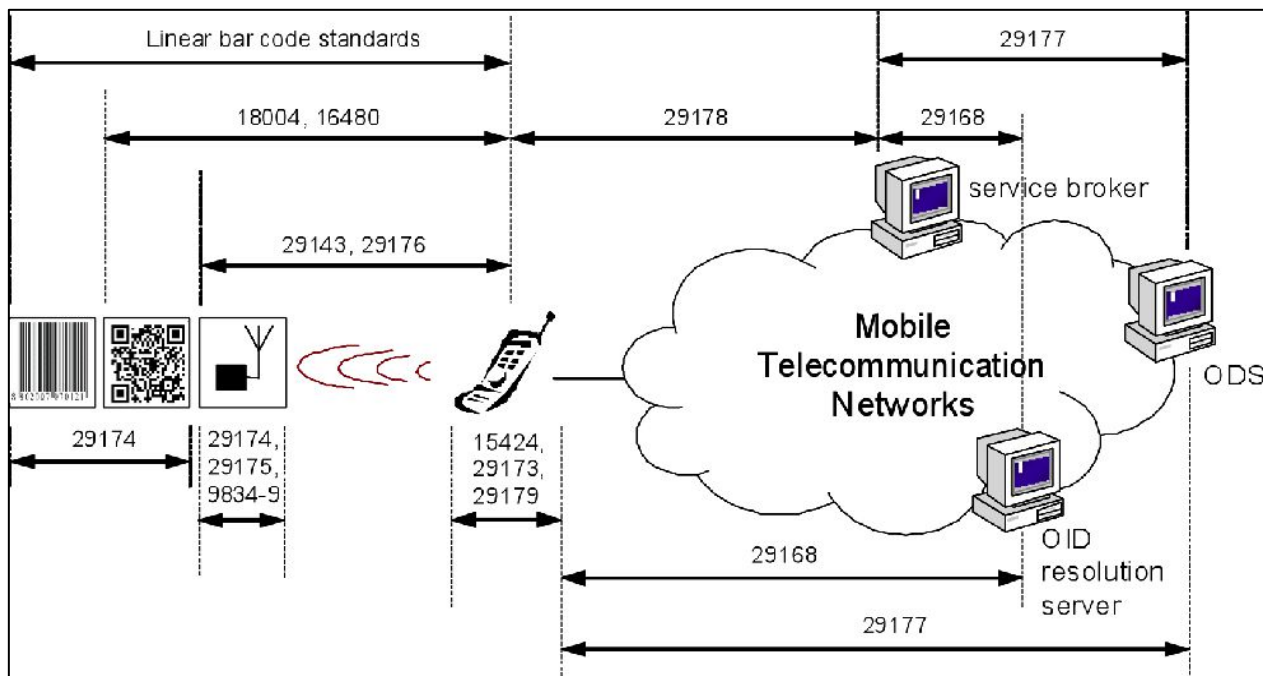 Linear bar code standards
29177
18004, 16480
29178
29168
service broker
29143, 29176
Mobile
Telecommunication
Networks
ODS
29174
29174,
29175,
9834-9
15424,
29173,
29179
OID
resolution
server
29168
29177